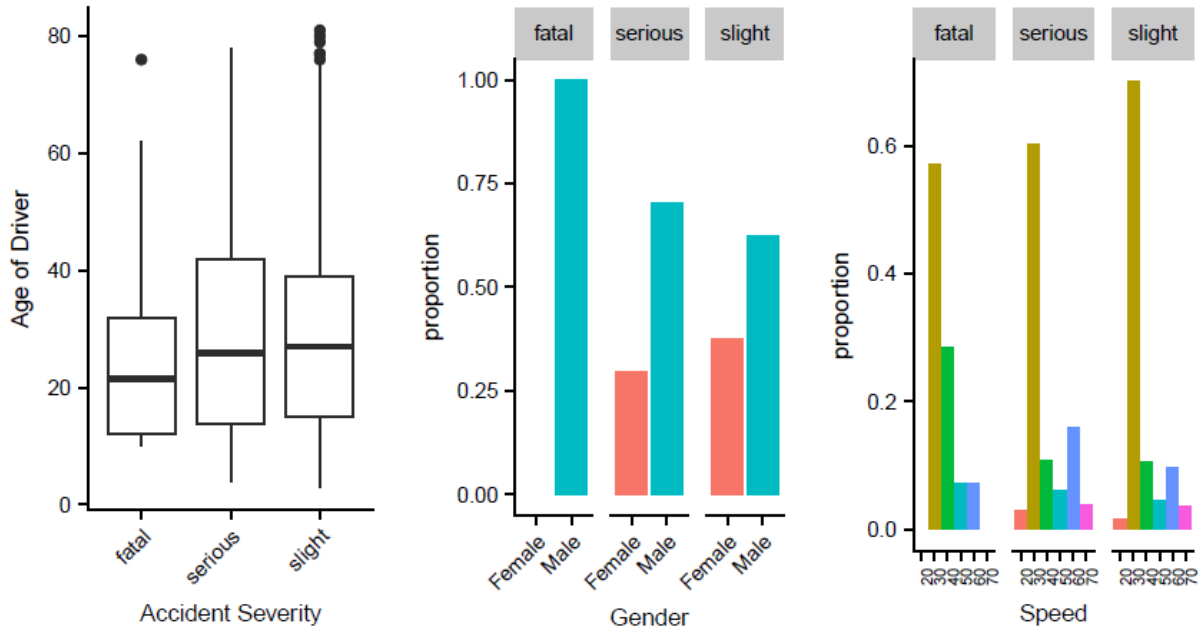 80
60
40
20
0
Age of Driver
fatal
serious
slight
Accident Severity
fatal serious slight
1.00
0.75
0.50
0.25
0.00
proportion
Female Male Female Male Female Male
Gender
fatal serious slight
0.6
0.4
0.2
0.0
proportion
20 30 40 50 60 70 20 30 40 50 60 70 20 30 40 50 60 70
Speed